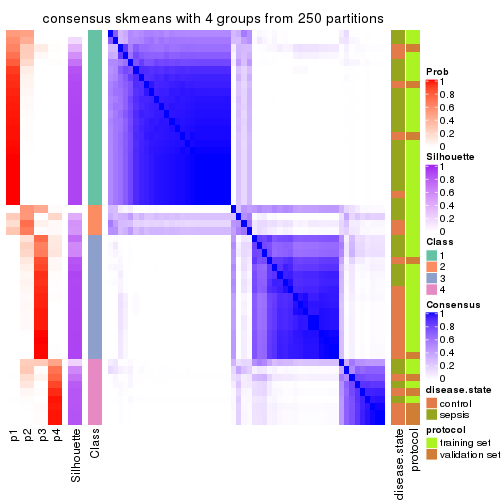 consensus skmeans with 4 groups from 250 partitions
Prob
1
0.8
0.6
0.4
0.2
0
Silhouette
1
0.8
0.6
0.4
0.2
0
Class
1
2
3
4
Consensus
1
0.8
0.6
0.4
0.2
0
disease.state
control
sepsis
protocol
training set
validation set
p1
p2
p3
p4
Silhouette
Class
disease.state
protocol